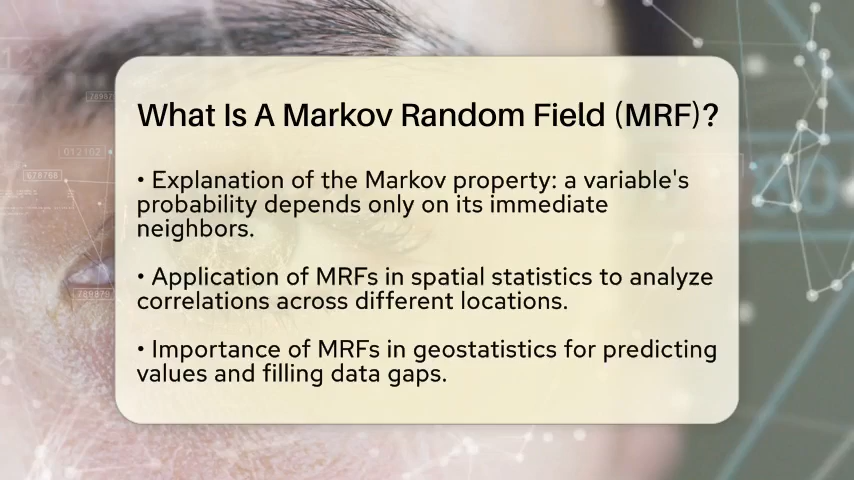 What Is A Markov Random Field (MRF)?
• Explanation of the Markov property: a variable's
probability depends only on its immediate
neighbors.
• Application of MRFs in spatial statistics to analyze
correlations across different locations.
• Importance of MRFs in geostatistics for predicting
values and filling data gaps.
012102
678768